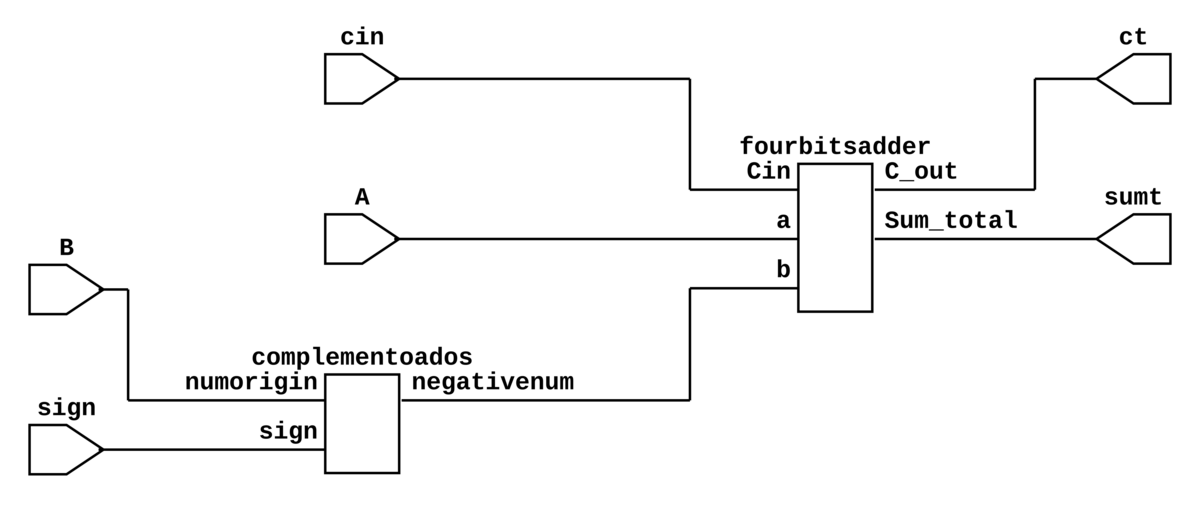 cin
ct
fourbitsadder
Cin
C_out
A
sumt
a
Sum_total
B
b
complementoados
numorigin
negativenum
sign
sign